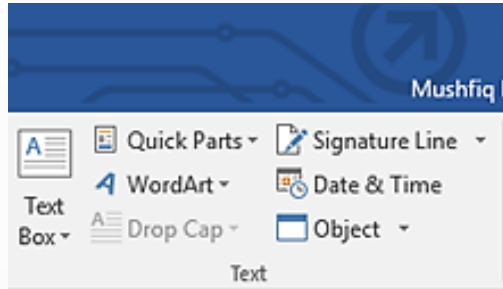 Mushfiq
Quick Parts
Signature Line
WordArt
Date & Time
Text
Box
Drop Cap
Object
Text